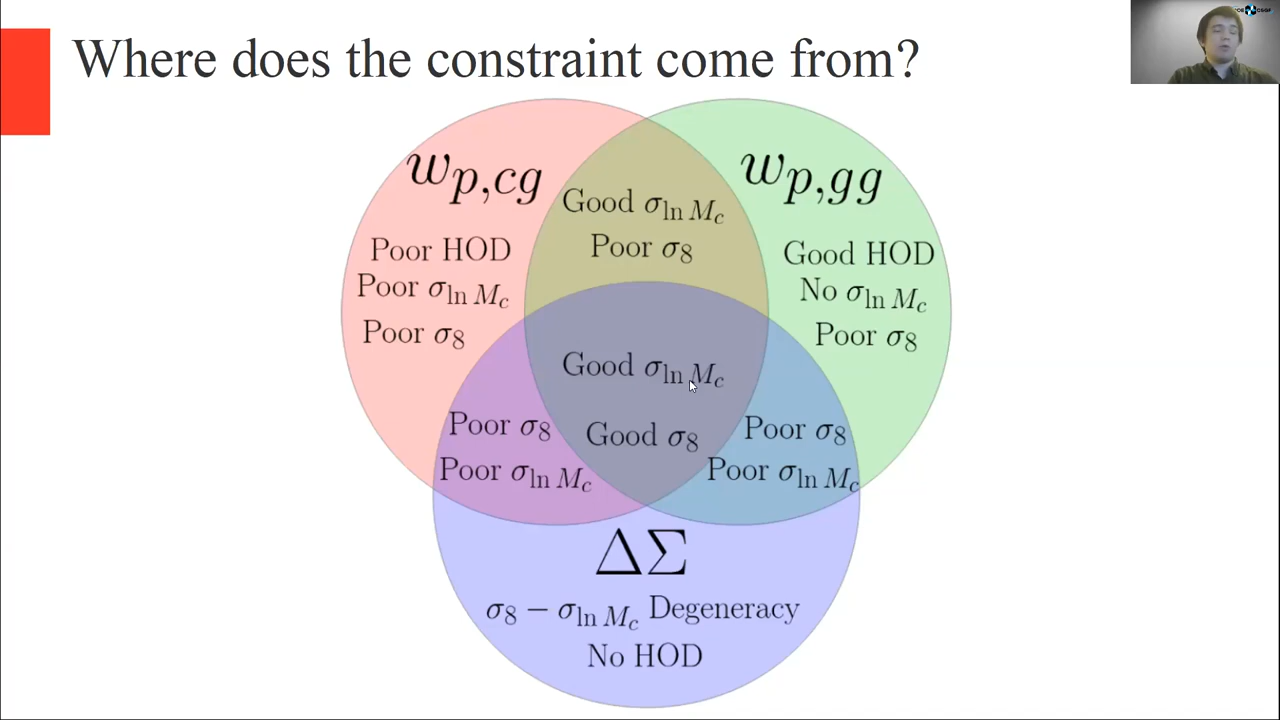 Where does the constraint come from?
w_{p,cg}
w_{p,gg}
Good σ_{ln M_c}
Poor σ_8
Poor HOD
Poor σ_{ln M_c}
Poor σ_8
Good HOD
No σ_{ln M_c}
Poor σ_8
Good σ_{ln M_c}
Good σ_8
Poor σ_8
Poor σ_{ln M_c}
Poor σ_8
Poor σ_{ln M_c}
ΔΣ
σ_8 − σ_{ln M_c} Degeneracy
No HOD